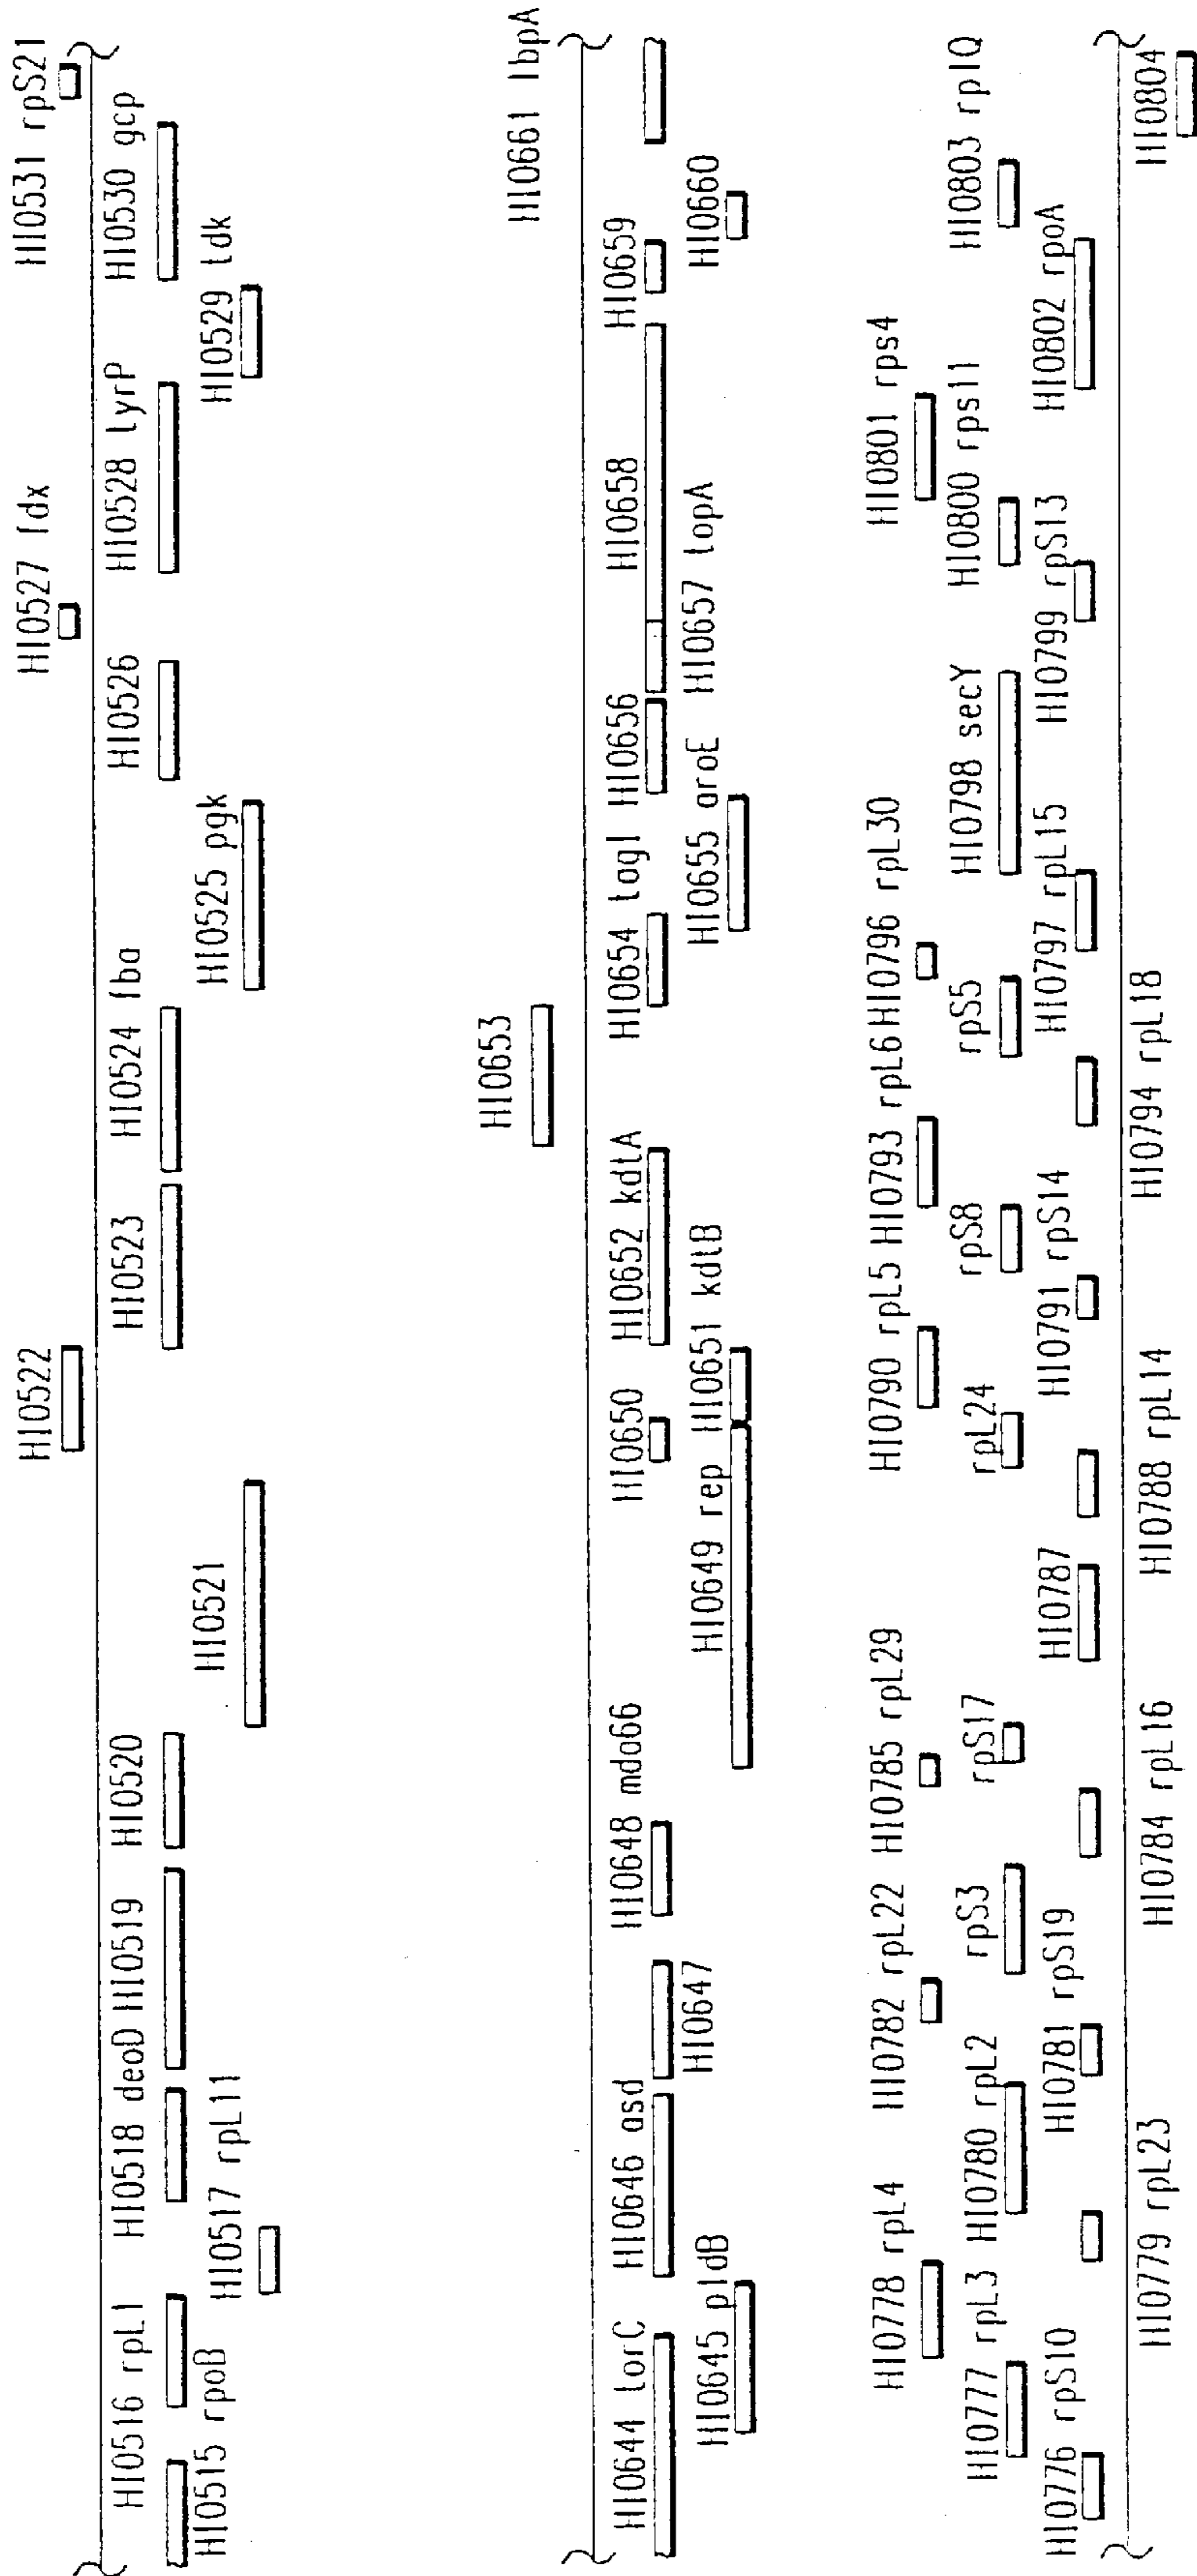 HI0531 rpS21
HI0527 fdx
HI0522
HI0516 rpL1
HI0518 deoD
HI0519
HI0520
HI0523
HI0524 fba
HI0526
HI0528 tyrP
HI0530 gcp
HI0515 rpoB
HI0517 rpL11
HI0521
HI0525 pgk
HI0529 tdk
HI0653
HI0661 tbpA
HI0644 torC
HI0646 asd
HI0648 mda66
HI0650
HI0652 kdtA
HI0654 tagI
HI0656
HI0658
HI0659
HI0645 pldB
HI0647
HI0649 rep
HI0651 kdtB
HI0655 aroE
HI0657 topA
HI0660
HI0778 rpL4
HI0782 rpL22
HI0785 rpL29
HI0790 rpL5
HI0793 rpL6
HI0796 rpL30
HI0801 rps4
HI0777 rpL3
HI0780 rpL2
rpS3
rpS17
rpL24
rpS8
rpS5
HI0798 secY
HI0800 rps11
HI0803 rplQ
HI0776 rpS10
HI0781 rpS19
HI0787
HI0791 rpS14
HI0797 rpL15
HI0799 rpS13
HI0802 rpoA
HI0779 rpL23
HI0784 rpL16
HI0788 rpL14
HI0794 rpL18
HI0804